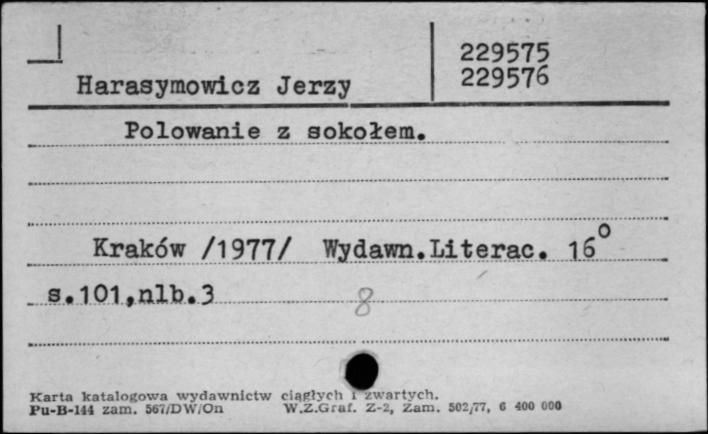 229575
Harasymowicz Jerzy 229576
Polowanie z sokołem.
Kraków /1977/ Wydawn.Literac. 16º
s.101,nlb.3 8
Karta katalogowa wydawnictw ciągłych i zwartych.
Pu-B-144 zam. 567/DW/On W.Z.Graf. Z-2, Zam. 502/77, 6 400 000